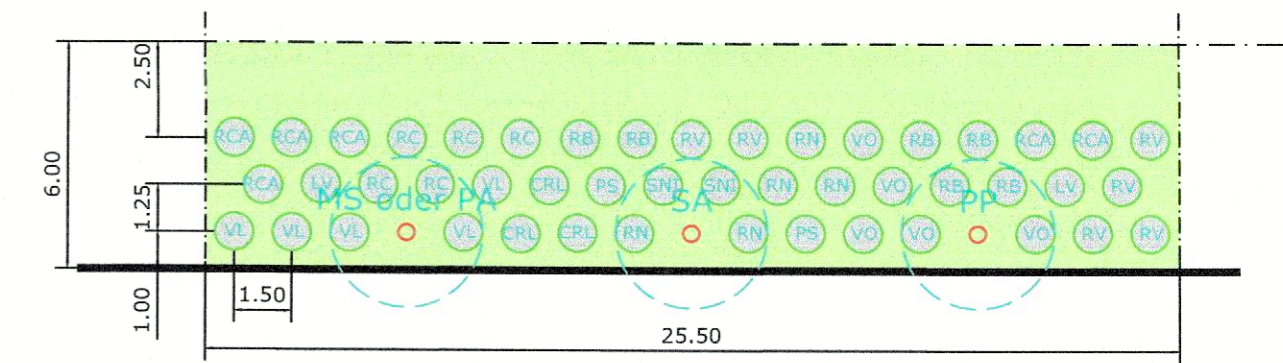 2.50
RCA RCA RCA RC RC RC RB RB RV RV RN VO RB RB RCA RCA RV
6.00
1.25
RCA LV RC RC VL CRL PS SN SN RN RN VO RB RB LV RV
MS oder PA SA PP
VL VL VL VL CRL CRL RN RN PS VO VO VO RV RV
1.00
1.50
25.50